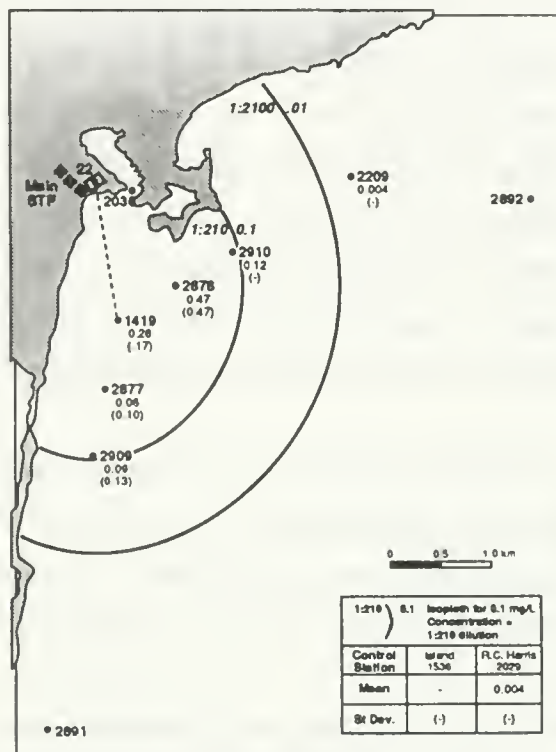 1:2100 .01
22
Main
STP
203
2209
0.004
(-)
2892
1:210 0.1
2910
0.12
(-)
2878
0.47
(0.47)
1419
0.26
(.17)
2877
0.06
(0.10)
2909
0.09
(0.13)
0 0.5 1.0 km
1:210 ) 0.1 Isopleth for 0.1 mg/L
Concentration =
1:210 dilution
Control Station Island 1536 R.C. Harris 2029
Mean - 0.004
St Dev. (-) (-)
2891